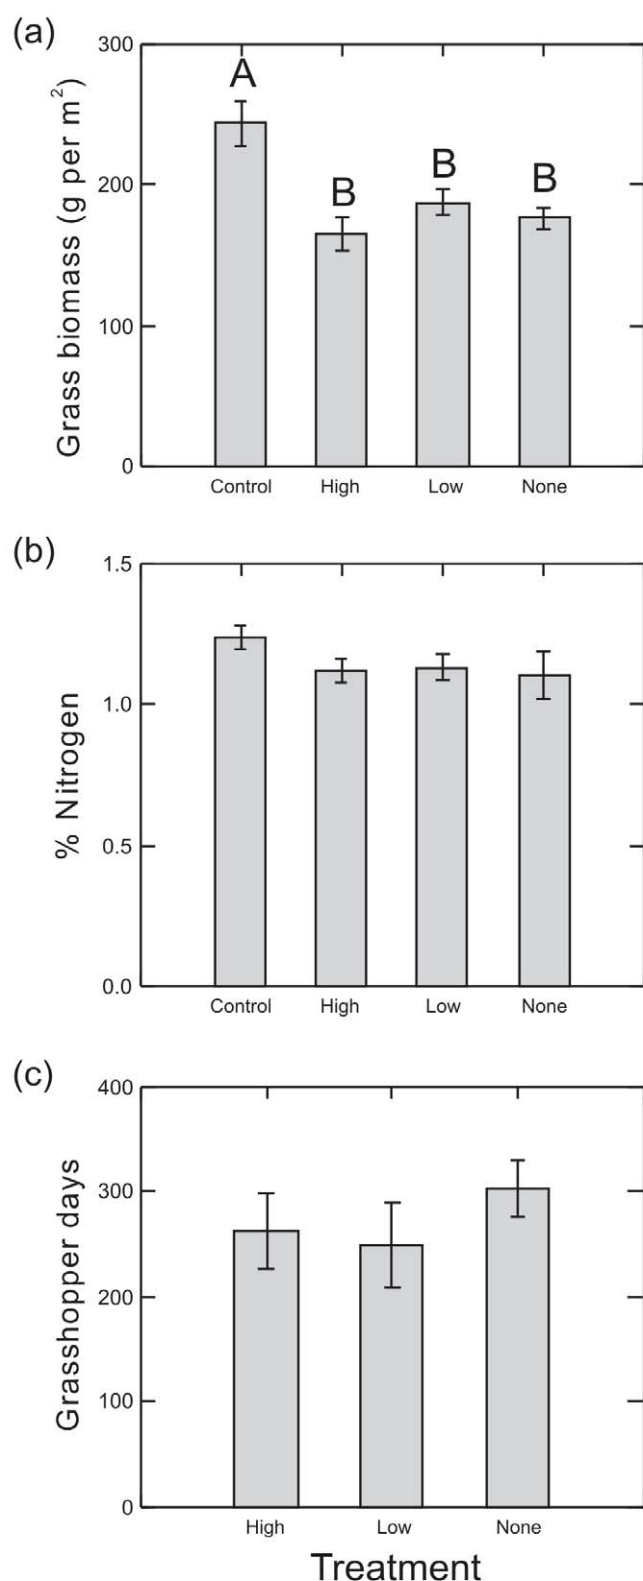 (a)
300
200
100
0
Grass biomass (g per m²)
A
B
B
B
Control High Low None
(b)
1.5
1.0
0.5
0.0
% Nitrogen
Control High Low None
(c)
400
300
200
100
0
Grasshopper days
High Low None
Treatment